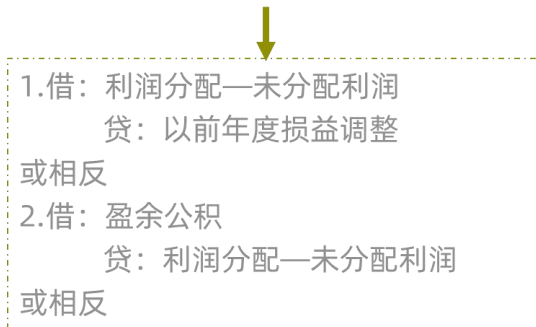 1.借：利润分配—未分配利润
贷：以前年度损益调整
或相反
2.借：盈余公积
贷：利润分配—未分配利润
或相反